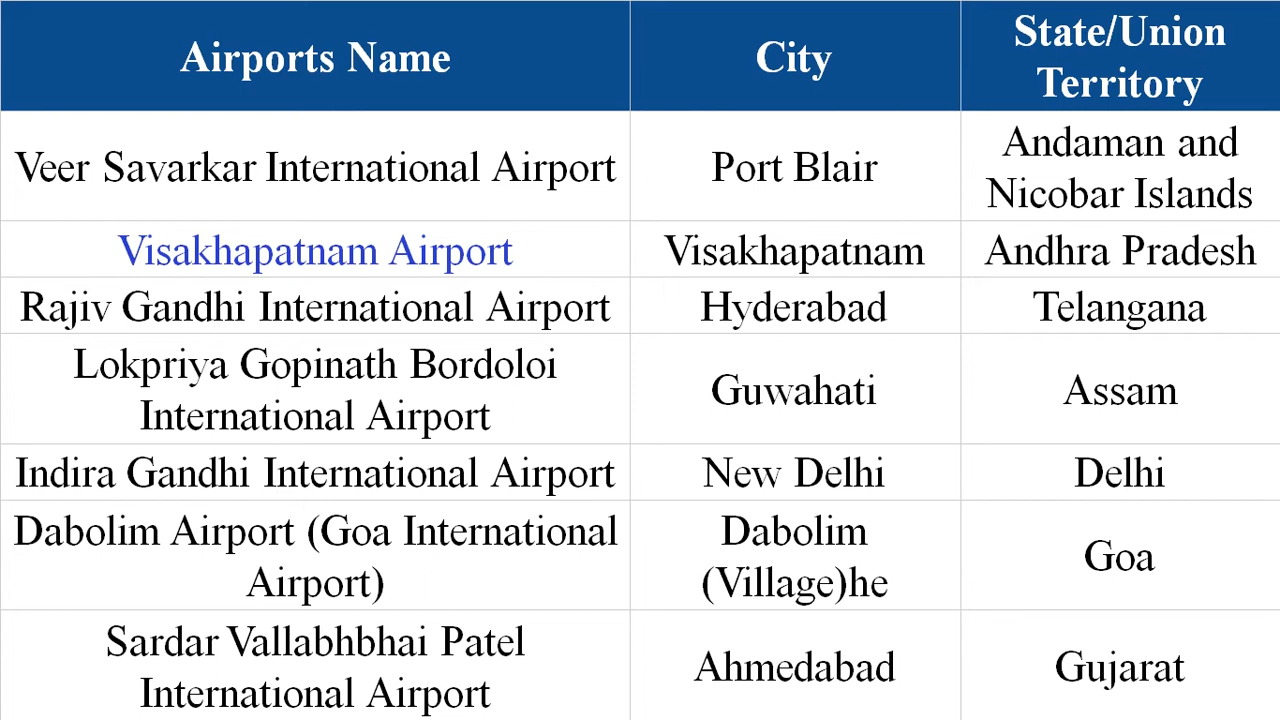 Airports Name
City
State/Union
Territory
Veer Savarkar International Airport
Port Blair
Andaman and
Nicobar Islands
Visakhapatnam Airport
Visakhapatnam
Andhra Pradesh
Rajiv Gandhi International Airport
Hyderabad
Telangana
Lokpriya Gopinath Bordoloi
International Airport
Guwahati
Assam
Indira Gandhi International Airport
New Delhi
Delhi
Dabolim Airport (Goa International
Airport)
Dabolim
(Village)he
Goa
Sardar Vallabhbhai Patel
International Airport
Ahmedabad
Gujarat